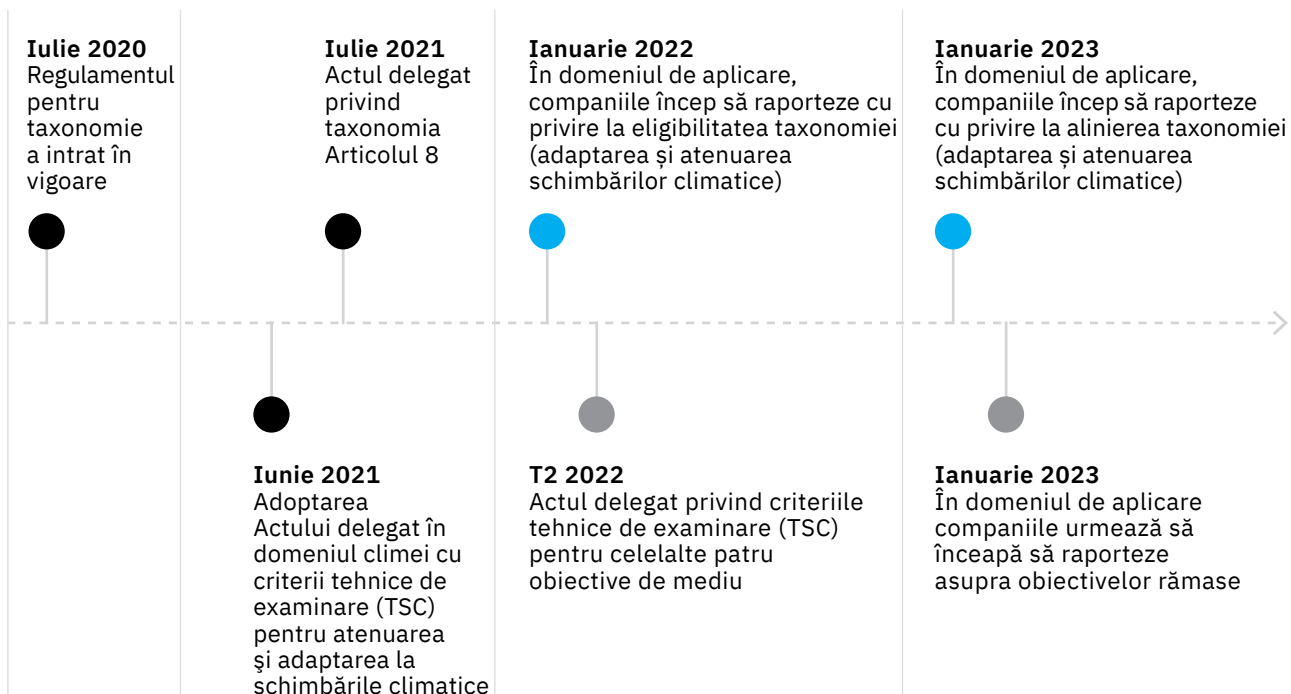 Iulie 2020
Regulamentul
pentru
taxonomie
a intrat în
vigoare
Iulie 2021
Actul delegat
privind
taxonomia
Articolul 8
Ianuarie 2022
În domeniul de aplicare,
companiile încep să raporteze cu
privire la eligibilitatea taxonomiei
(adaptarea și atenuarea
schimbărilor climatice)
Ianuarie 2023
În domeniul de aplicare,
companiile încep să raporteze
cu privire la alinierea taxonomiei
(adaptarea și atenuarea
schimbărilor climatice)
Iunie 2021
Adoptarea
Actului delegat în
domeniul climei cu
criterii tehnice de
examinare (TSC)
pentru atenuarea
şi adaptarea la
schimbările climatice
T2 2022
Actul delegat privind criteriile
tehnice de examinare (TSC)
pentru celelalte patru
obiective de mediu
Ianuarie 2023
În domeniul de aplicare
companiile urmează să
înceapă să raporteze
asupra obiectivelor rămase